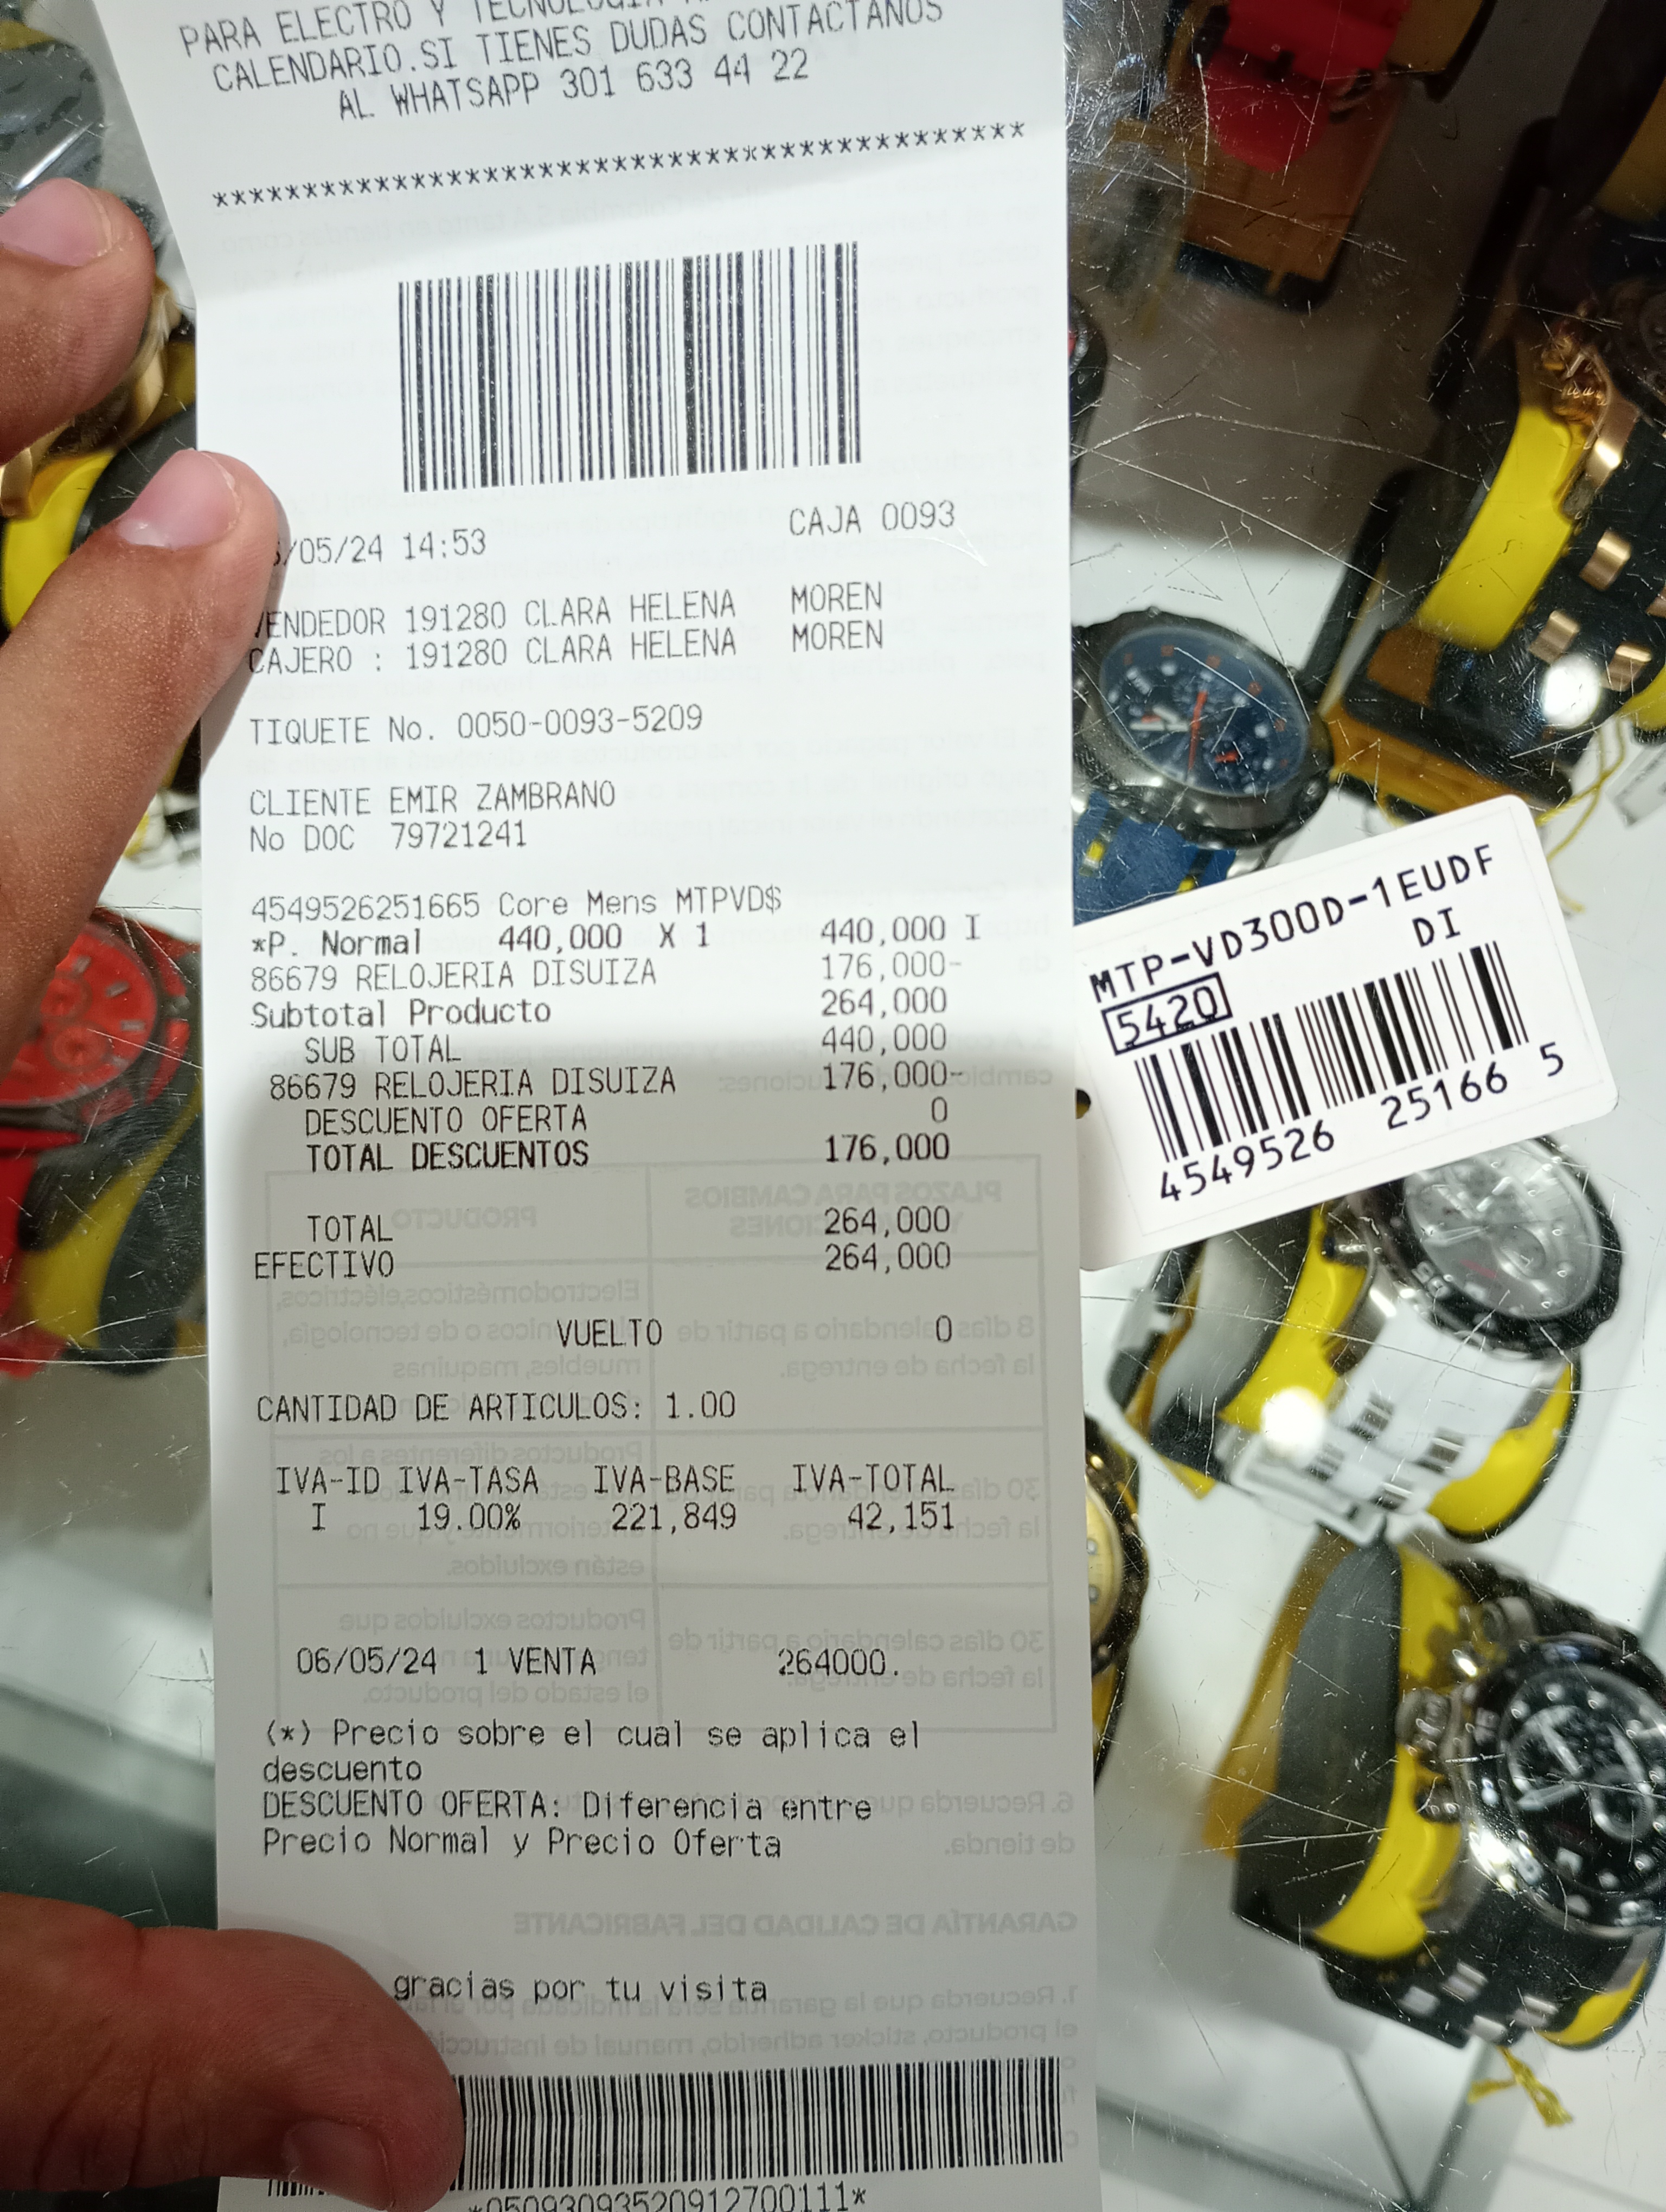 PARA ELECTRO Y TECNOLOGIA
CALENDARIO.SI TIENES DUDAS CONTACTANOS
AL WHATSAPP 301 633 44 22
**********************************************
/05/24 14:53 CAJA 0093
VENDEDOR 191280 CLARA HELENA MOREN
CAJERO : 191280 CLARA HELENA MOREN
TIQUETE No. 0050-0093-5209
CLIENTE EMIR ZAMBRANO
No DOC 79721241
4549526251665 Core Mens MTPVD$
*P. Normal 440,000 X 1 440,000 I
86679 RELOJERIA DISUIZA 176,000-
Subtotal Producto 264,000
SUB TOTAL 440,000
86679 RELOJERIA DISUIZA 176,000-
DESCUENTO OFERTA 0
TOTAL DESCUENTOS 176,000
TOTAL 264,000
EFECTIVO 264,000
VUELTO 0
CANTIDAD DE ARTICULOS: 1.00
IVA-ID IVA-TASA IVA-BASE IVA-TOTAL
I 19.00% 221,849 42,151
06/05/24 1 VENTA 264000.
(*) Precio sobre el cual se aplica el
descuento
DESCUENTO OFERTA: Diferencia entre
Precio Normal y Precio Oferta
gracias por tu visita
MTP-VD300D-1EUDF
DI
5420
4549526 25166 5